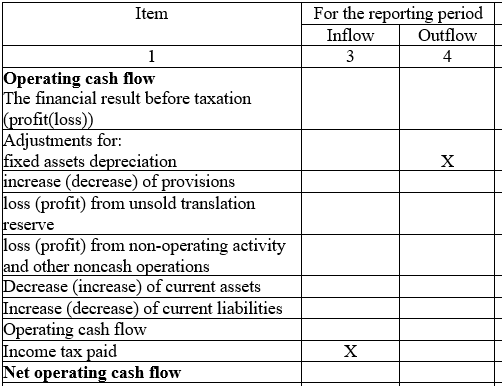 Item For the reporting period
Inflow Outflow
1 3 4
Operating cash flow
The financial result before taxation
(profit(loss))
Adjustments for:
fixed assets depreciation X
increase (decrease) of provisions
loss (profit) from unsold translation
reserve
loss (profit) from non-operating activity
and other noncash operations
Decrease (increase) of current assets
Increase (decrease) of current liabilities
Operating cash flow
Income tax paid X
Net operating cash flow